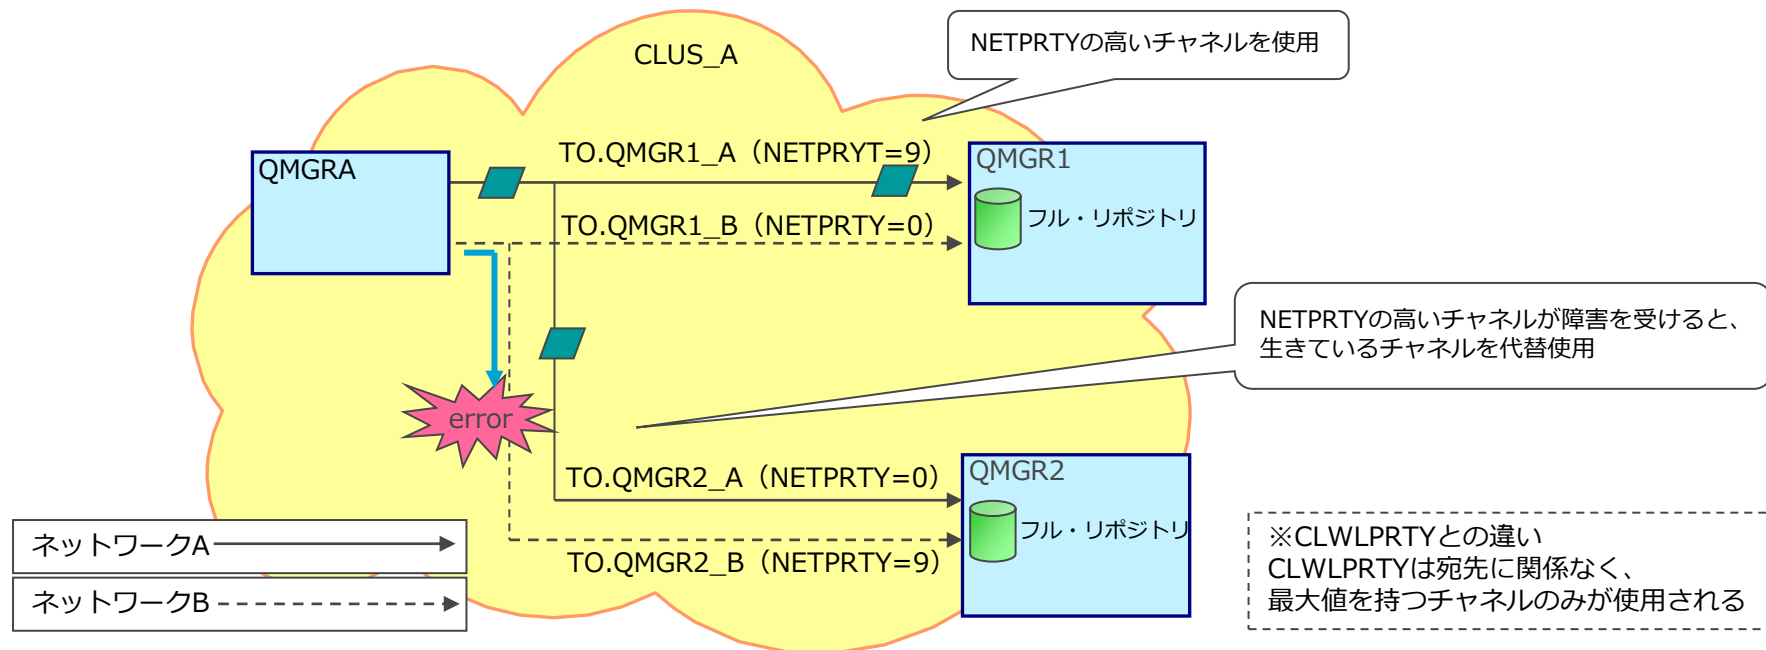 CLUS_A
NETPRTYの高いチャネルを使用
QMGRA
TO.QMGR1_A（NETPRYT=9）
QMGR1
フル・リポジトリ
TO.QMGR1_B（NETPRTY=0）
NETPRTYの高いチャネルが障害を受けると、
生きているチャネルを代替使用
error
TO.QMGR2_A（NETPRTY=0）
QMGR2
フル・リポジトリ
TO.QMGR2_B（NETPRTY=9）
ネットワークA
ネットワークB
※CLWLPRTYとの違い
CLWLPRTYは宛先に関係なく、
最大値を持つチャネルのみが使用される